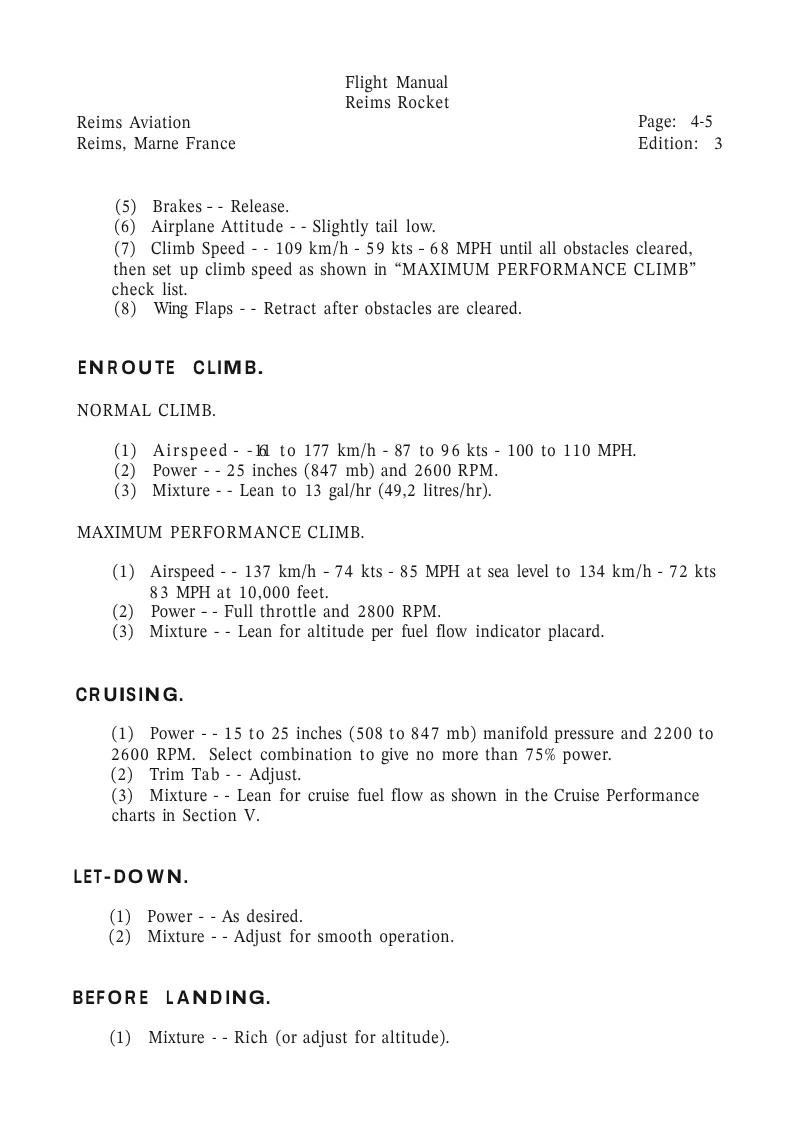 Flight Manual
Reims Rocket
Reims Aviation Page: 4-5
Reims, Marne France Edition: 3
(5) Brakes - - Release.
(6) Airplane Attitude - - Slightly tail low.
(7) Climb Speed - - 109 km/h - 59 kts - 68 MPH until all obstacles cleared,
then set up climb speed as shown in “MAXIMUM PERFORMANCE CLIMB”
check list.
(8) Wing Flaps - - Retract after obstacles are cleared.
ENROUTE CLIMB.
NORMAL CLIMB.
(1) Airspeed - - to 177 km/h - 87 to 96 kts - 100 to 110 MPH.
(2) Power - - 25 inches (847 mb) and 2600 RPM.
(3) Mixture - - Lean to 13 gal/hr (49,2 litres/hr).
MAXIMUM PERFORMANCE CLIMB.
(1) Airspeed - - 137 km/h - 74 kts - 85 MPH at sea level to 134 km/h - 72 kts
83 MPH at 10,000 feet.
(2) Power - - Full throttle and 2800 RPM.
(3) Mixture - - Lean for altitude per fuel flow indicator placard.
CRUISING.
(1) Power - - 15 to 25 inches (508 to 847 mb) manifold pressure and 2200 to
2600 RPM. Select combination to give no more than 75% power.
(2) Trim Tab - - Adjust.
(3) Mixture - - Lean for cruise fuel flow as shown in the Cruise Performance
charts in Section V.
LET-DOWN.
(1) Power - - As desired.
(2) Mixture - - Adjust for smooth operation.
BEFORE LANDING.
(1) Mixture - - Rich (or adjust for altitude).